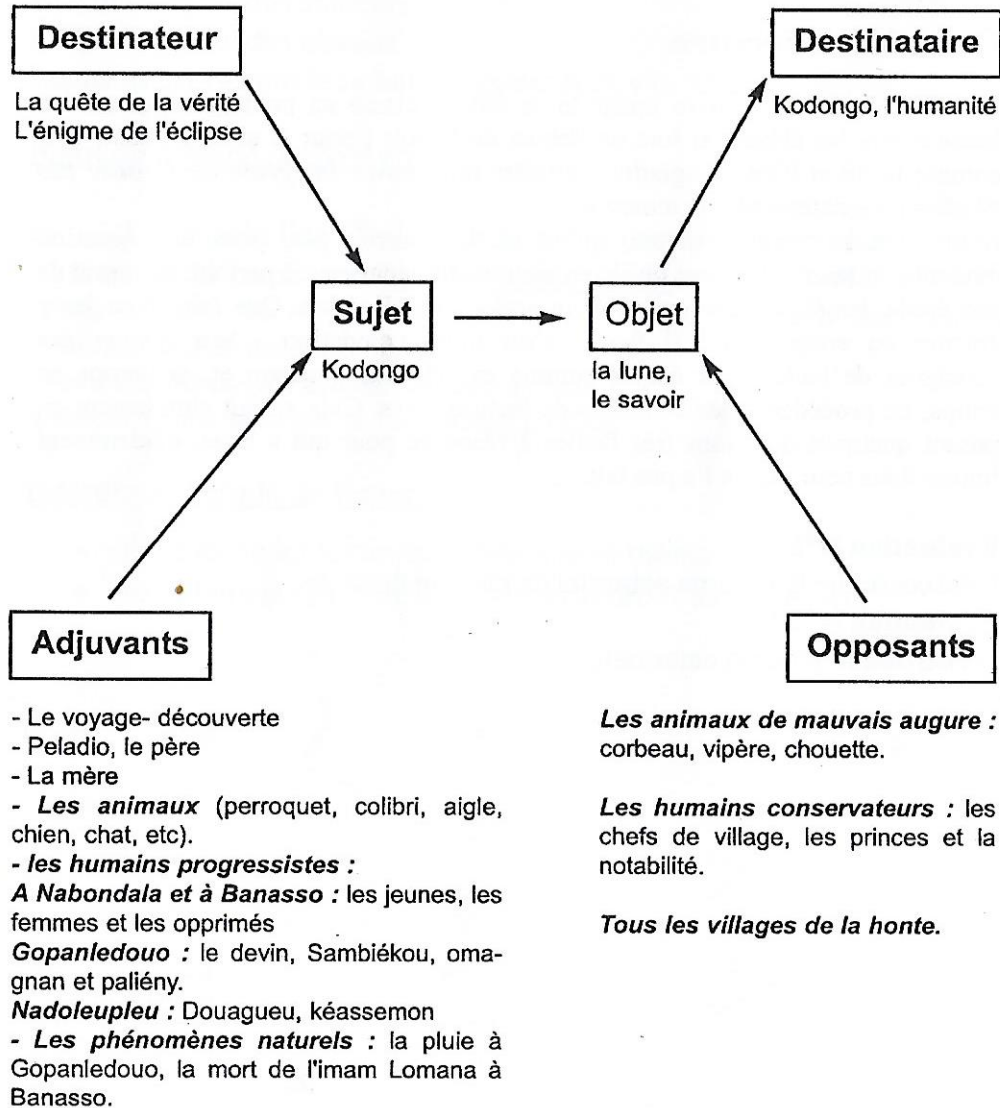 Destinateur
La quête de la vérité
L'énigme de l'éclipse
Destinataire
Kodongo, l'humanité
Sujet
Kodongo
Objet
la lune,
le savoir
Adjuvants
- Le voyage- découverte
- Peladio, le père
- La mère
- Les animaux (perroquet, colibri, aigle,
chien, chat, etc).
- les humains progressistes :
A Nabondala et à Banasso : les jeunes, les
femmes et les opprimés
Gopanledouo : le devin, Sambiékou, oma-
gnan et paliény.
Nadoleupleu : Douagueu, kéassemon
- Les phénomènes naturels : la pluie à
Gopanledouo, la mort de l'imam Lomana à
Banasso.
Opposants
Les animaux de mauvais augure :
corbeau, vipère, chouette.
Les humains conservateurs : les
chefs de village, les princes et la
notabilité.
Tous les villages de la honte.